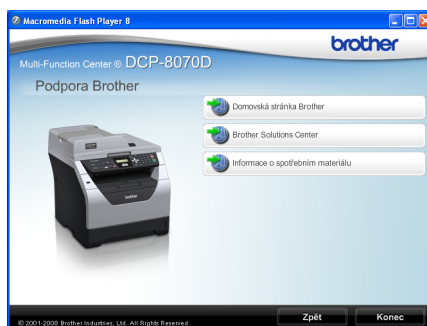 Macromedia Flash Player 8
brother
Multi-Function Center ® DCP-8070D
Podpora Brother
Domovská stránka Brother
Brother Solutions Center
Informace o spotřebním materiálu
brother
Zpět
Konec
© 2001-2008 Brother Industries, Ltd. All Rights Reserved